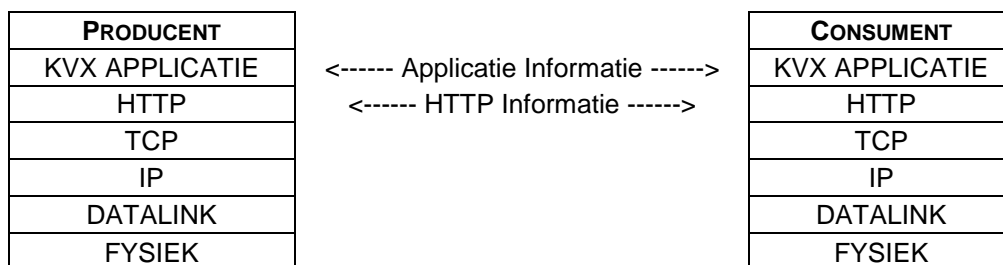 PRODUCENT CONSUMENT
KVX APPLICATIE <------ Applicatie Informatie ------> KVX APPLICATIE
HTTP <------ HTTP Informatie ------> HTTP
TCP TCP
IP IP
DATALINK DATALINK
FYSIEK FYSIEK